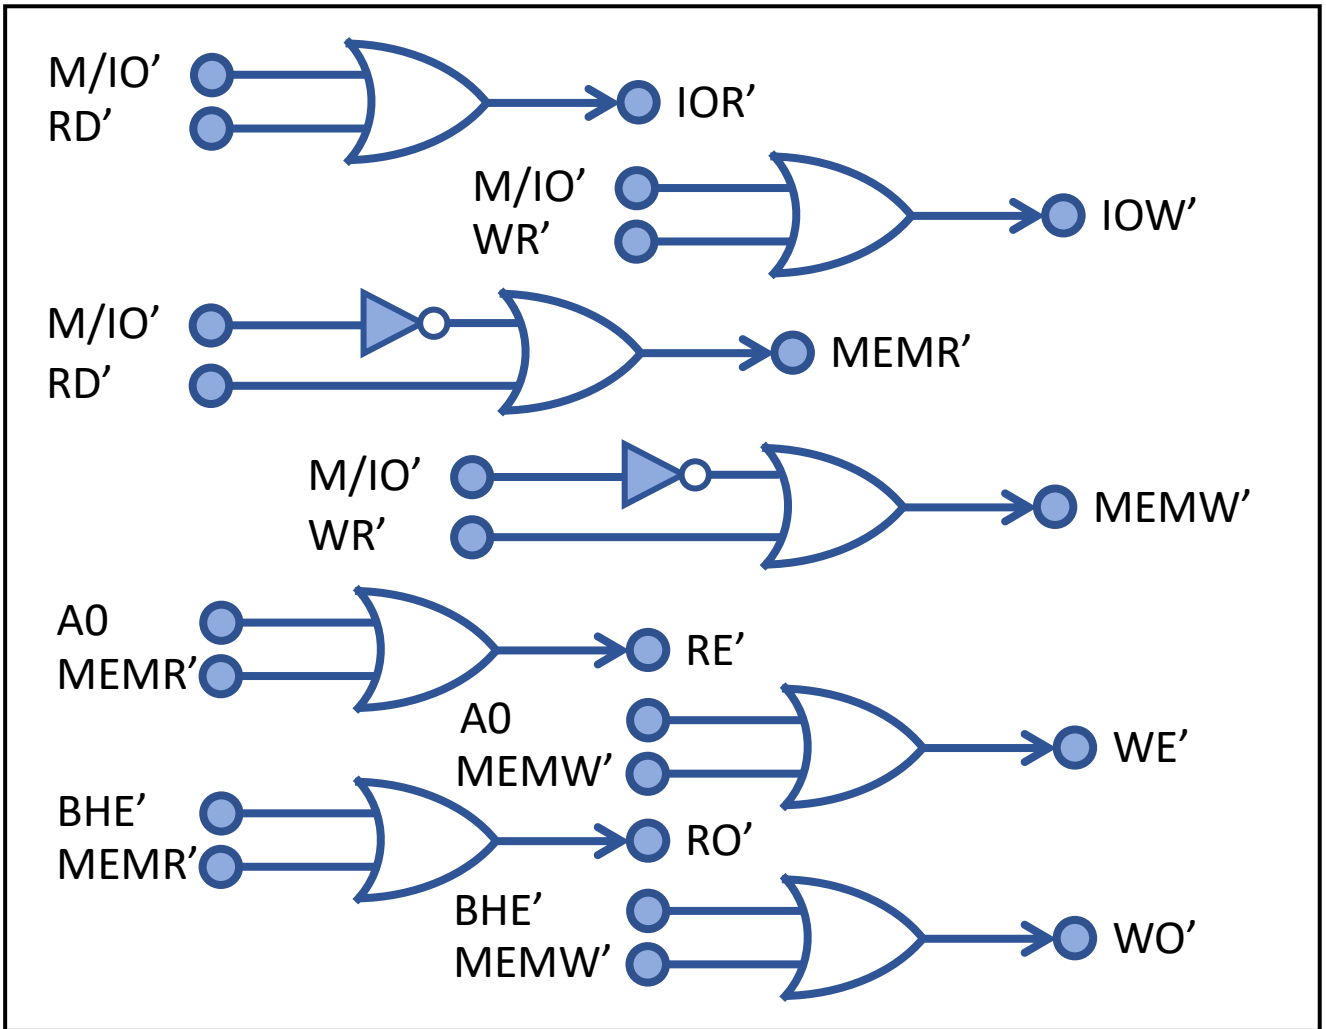 M/IO’
RD’
IOR’
M/IO’
WR’
IOW’
M/IO’
RD’
MEMR’
M/IO’
WR’
MEMW’
A0
MEMR’
RE’
A0
MEMW’
WE’
BHE’
MEMR’
RO’
BHE’
MEMW’
WO’